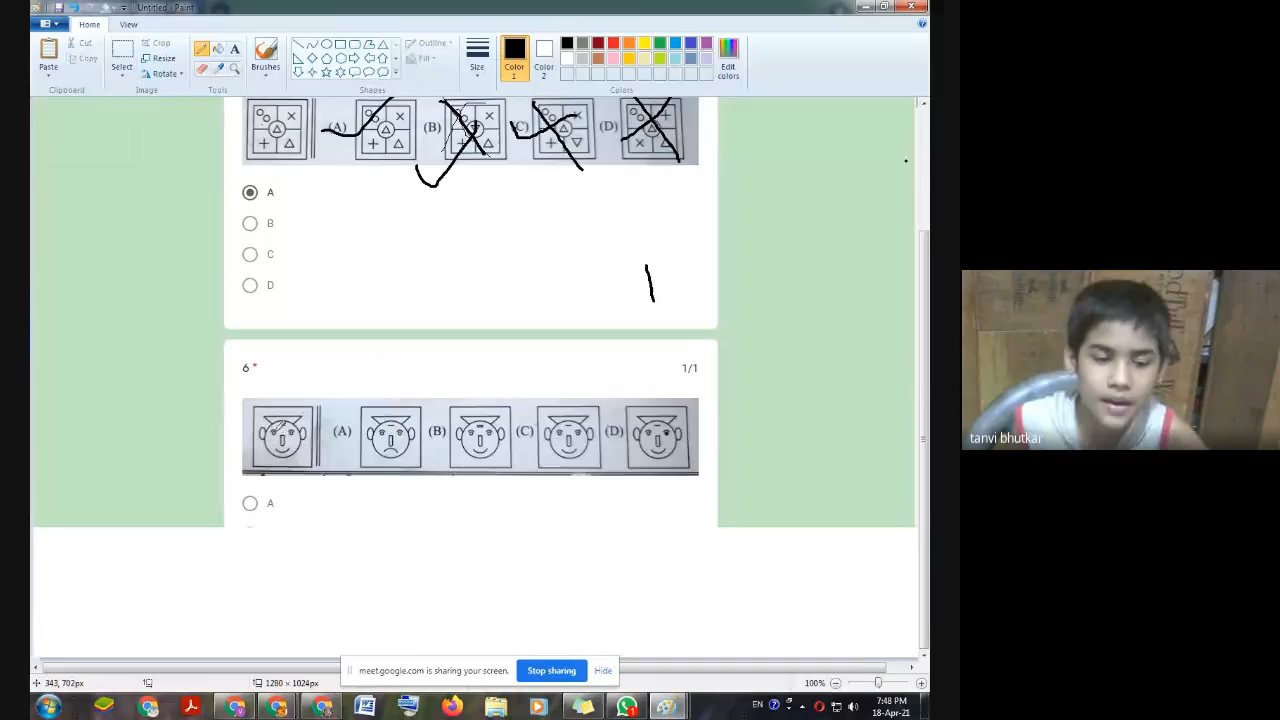 Untitled - Paint
Home
View
Paste
Cut
Copy
Clipboard
Select
Crop
Resize
Rotate
Image
Tools
Brushes
Shapes
Outline
Fill
Size
Color 1
Color 2
Edit colors
Colors
(A)
(B)
(C)
(D)
A
B
C
D
6 *
1/1
(A)
(B)
(C)
(D)
A
tanvi bhutkar
meet.google.com is sharing your screen.
Stop sharing
Hide
343, 702px
1280 × 1024px
100%
EN
7:48 PM
18-Apr-21